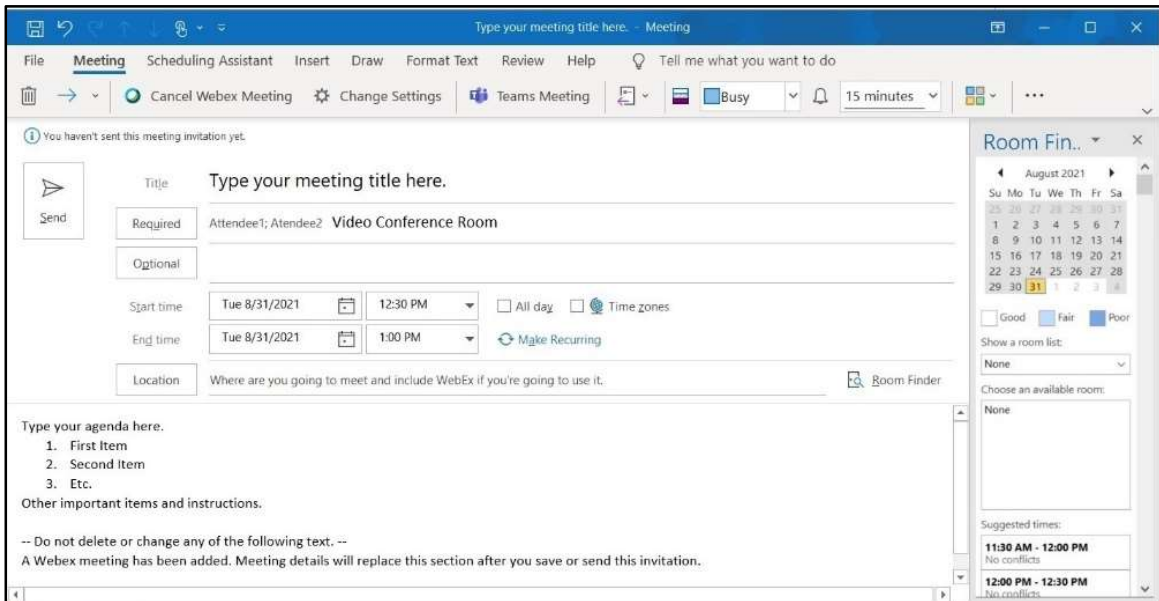 Type your meeting title here. - Meeting
File Meeting Scheduling Assistant Insert Draw Format Text Review Help Tell me what you want to do
Cancel Webex Meeting Change Settings Teams Meeting Busy 15 minutes ...
You haven't sent this meeting invitation yet.
Send
Title Type your meeting title here.
Required Attendee1; Atendee2 Video Conference Room
Optional
Start time Tue 8/31/2021 12:30 PM All day Time zones
End time Tue 8/31/2021 1:00 PM Make Recurring
Location Where are you going to meet and include WebEx if you're going to use it. Room Finder
Type your agenda here.
1. First Item
2. Second Item
3. Etc.
Other important items and instructions.
-- Do not delete or change any of the following text. --
A Webex meeting has been added. Meeting details will replace this section after you save or send this invitation.
Room Fin..
August 2021
Su Mo Tu We Th Fr Sa
25 26 27 28 29 30 31
1 2 3 4 5 6 7
8 9 10 11 12 13 14
15 16 17 18 19 20 21
22 23 24 25 26 27 28
29 30 31 1 2 3 4
Good Fair Poor
Show a room list:
None
Choose an available room:
None
Suggested times:
11:30 AM - 12:00 PM
No conflicts
12:00 PM - 12:30 PM
No conflicts